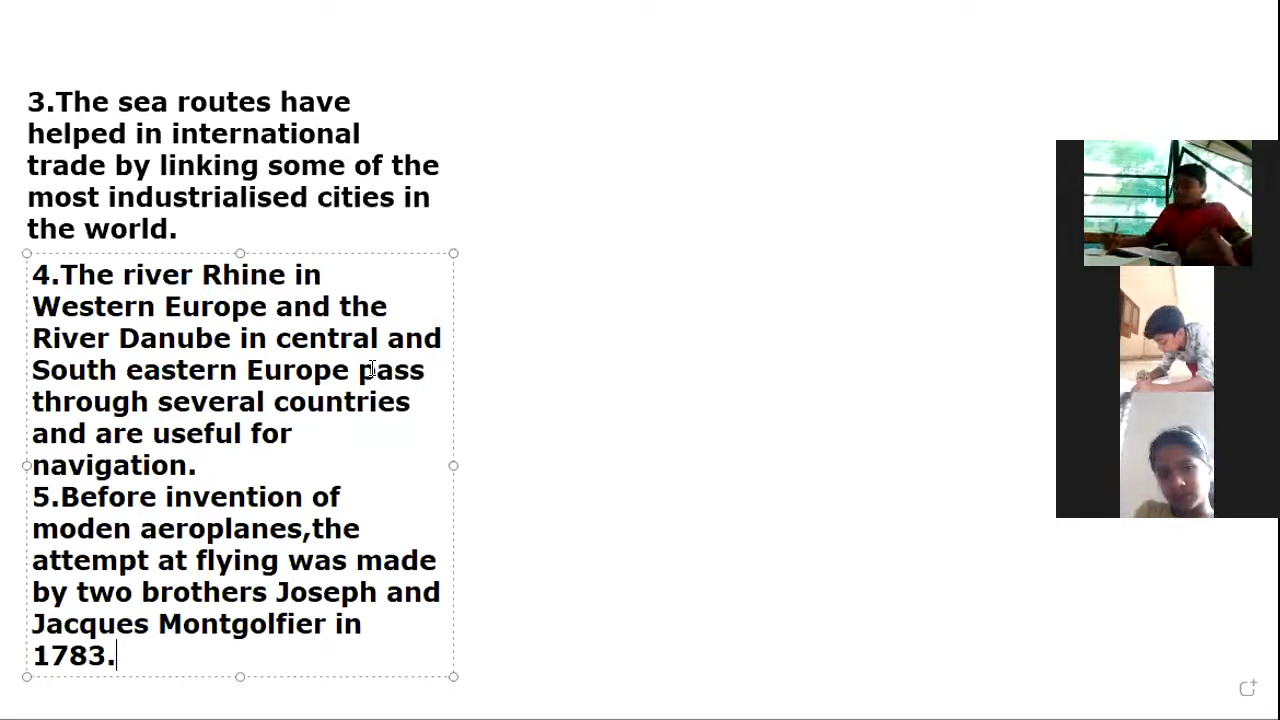 3.The sea routes have
helped in international
trade by linking some of the
most industrialised cities in
the world.
4.The river Rhine in
Western Europe and the
River Danube in central and
South eastern Europe pass
through several countries
and are useful for
navigation.
5.Before invention of
moden aeroplanes,the
attempt at flying was made
by two brothers Joseph and
Jacques Montgolfier in
1783.